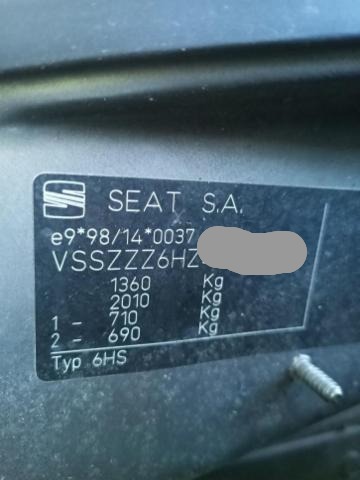 SEAT S.A.
e9*98/14*0037
VSSZZZ6HZ
1360 Kg
2010 Kg
1 - 710 Kg
2 - 690 Kg
Typ 6HS